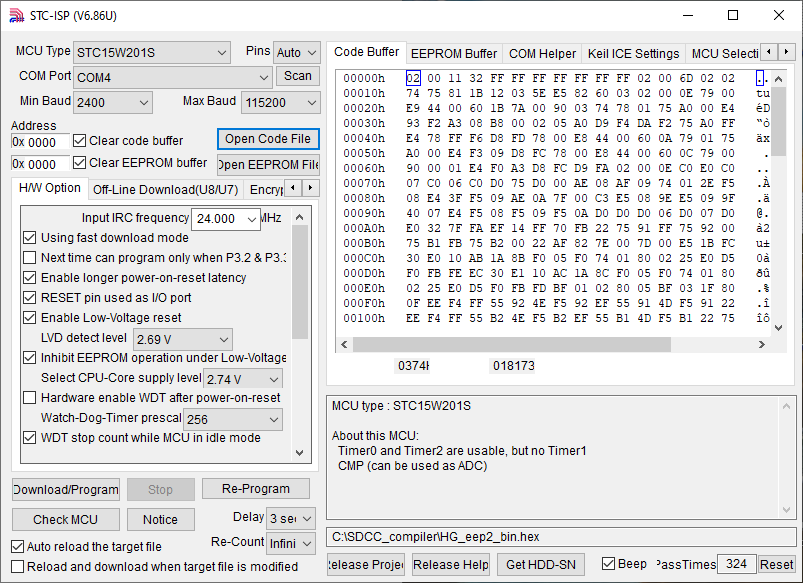 STC-ISP (V6.86U)
MCU Type STC15W201S Pins Auto
COM Port COM4 Scan
Min Baud 2400 Max Baud 115200
Address
0x 0000 Clear code buffer Open Code File
0x 0000 Clear EEPROM buffer Open EEPROM File
H/W Option Off-Line Download(U8/U7) Encryp
Input IRC frequency 24.000 MHz
Using fast download mode
Next time can program only when P3.2 & P3.3
Enable longer power-on-reset latency
RESET pin used as I/O port
Enable Low-Voltage reset
LVD detect level 2.69 V
Inhibit EEPROM operation under Low-Voltage
Select CPU-Core supply level 2.74 V
Hardware enable WDT after power-on-reset
Watch-Dog-Timer prescal 256
WDT stop count while MCU in idle mode
Download/Program Stop Re-Program
Check MCU Notice Delay 3 sec
Auto reload the target file Re-Count Infini
Reload and download when target file is modified
Code Buffer EEPROM Buffer COM Helper Keil ICE Settings MCU Selecti
00000h 02 00 11 32 FF FF FF FF FF FF FF 02 00 6D 02 02 ..
00010h 74 75 81 1B 12 03 5E E5 82 60 03 02 00 0E 79 00 tu
00020h E9 44 00 60 1B 7A 00 90 03 74 78 01 75 A0 00 E4 éD
00030h 93 F2 A3 08 B8 00 02 05 A0 D9 F4 DA F2 75 A0 FF “ò
00040h E4 78 FF F6 D8 FD 78 00 E8 44 00 60 0A 79 01 75 äx
00050h A0 00 E4 F3 09 D8 FC 78 00 E8 44 00 60 0C 79 00 .
00060h 90 00 01 E4 F0 A3 D8 FC D9 FA 02 00 0E C0 E0 C0 ..
00070h 07 C0 06 C0 D0 75 D0 00 AE 08 AF 09 74 01 2E F5 .À
00080h 08 E4 3F F5 09 AE 0A 7F 00 C3 E5 08 9E E5 09 9F .ä
00090h 40 07 E4 F5 08 F5 09 F5 0A D0 D0 D0 06 D0 07 D0 @.
000A0h E0 32 7F FA EF 14 FF 70 FB 22 75 91 FF 75 92 00 à2
000B0h 75 B1 FB 75 B2 00 22 AF 82 7E 00 7D 00 E5 1B FC u±
000C0h 30 E0 10 AB 1A 8B F0 05 F0 74 01 80 02 25 E0 D5 0à
000D0h F0 FB FE EC 30 E1 10 AC 1A 8C F0 05 F0 74 01 80 ðû
000E0h 02 25 E0 D5 F0 FB FD BF 01 02 80 05 BF 03 1F 80 .%
000F0h 0F EE F4 FF 55 92 4E F5 92 EF 55 91 4D F5 91 22 .î
00100h EE F4 FF 55 B2 4E F5 B2 EF 55 B1 4D F5 B1 22 75 îô
0374H 018173
MCU type : STC15W201S
About this MCU:
Timer0 and Timer2 are usable, but no Timer1
CMP (can be used as ADC)
C:\SDCC_compiler\HG_eep2_bin.hex
Release Projec Release Help Get HDD-SN Beep PassTimes 324 Reset